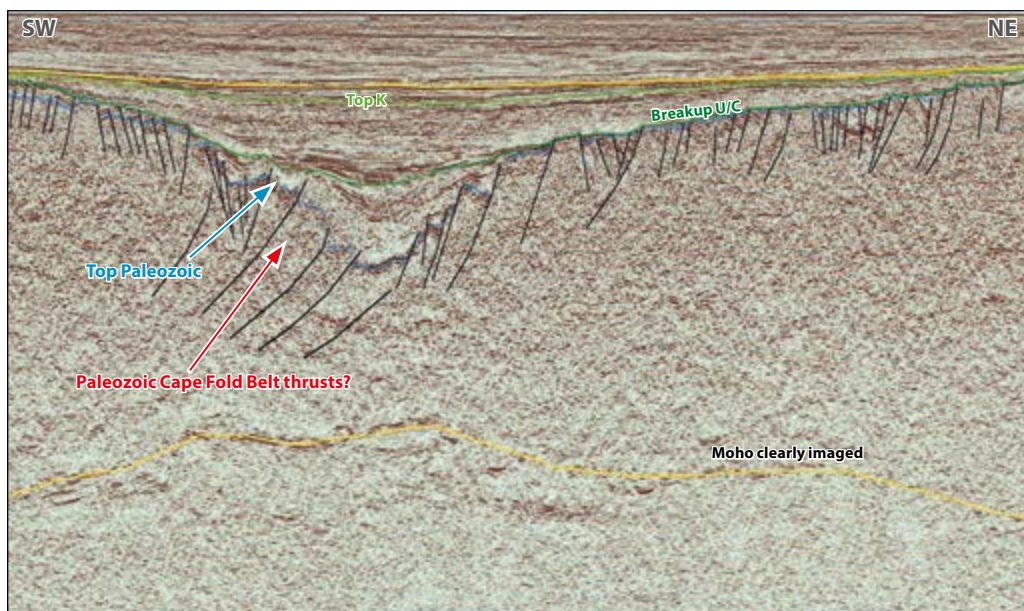 SW
NE
Top K
Breakup U/C
Top Paleozoic
Paleozoic Cape Fold Belt thrusts?
Moho clearly imaged